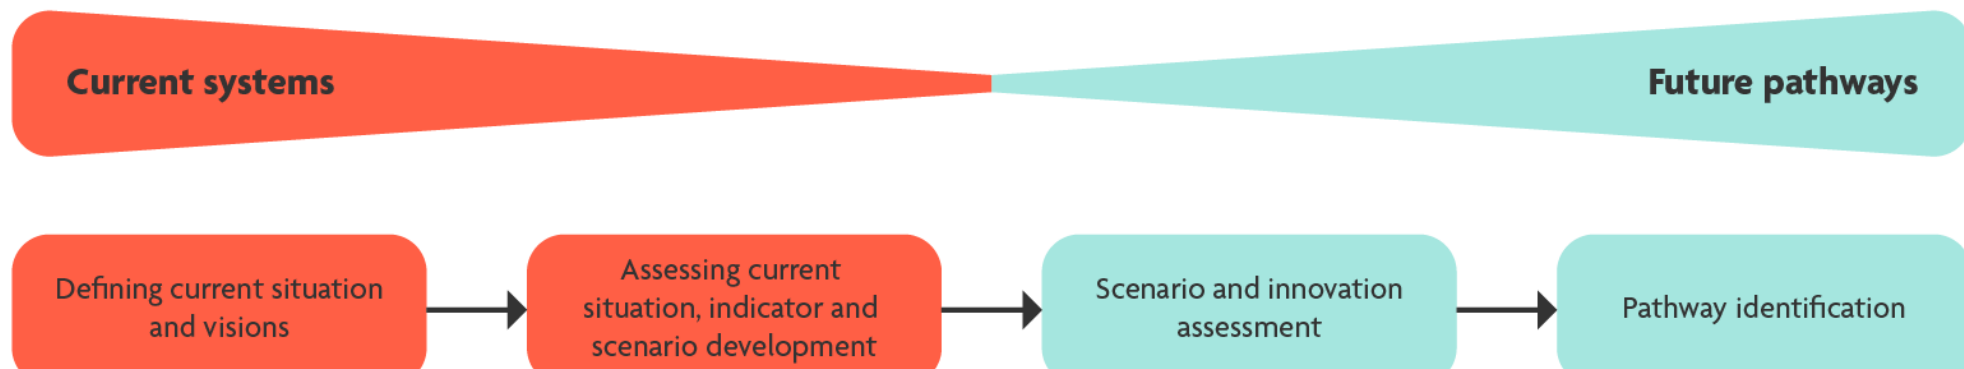 Current systems
Future pathways
Defining current situation
and visions
Assessing current
situation, indicator and
scenario development
Scenario and innovation
assessment
Pathway identification